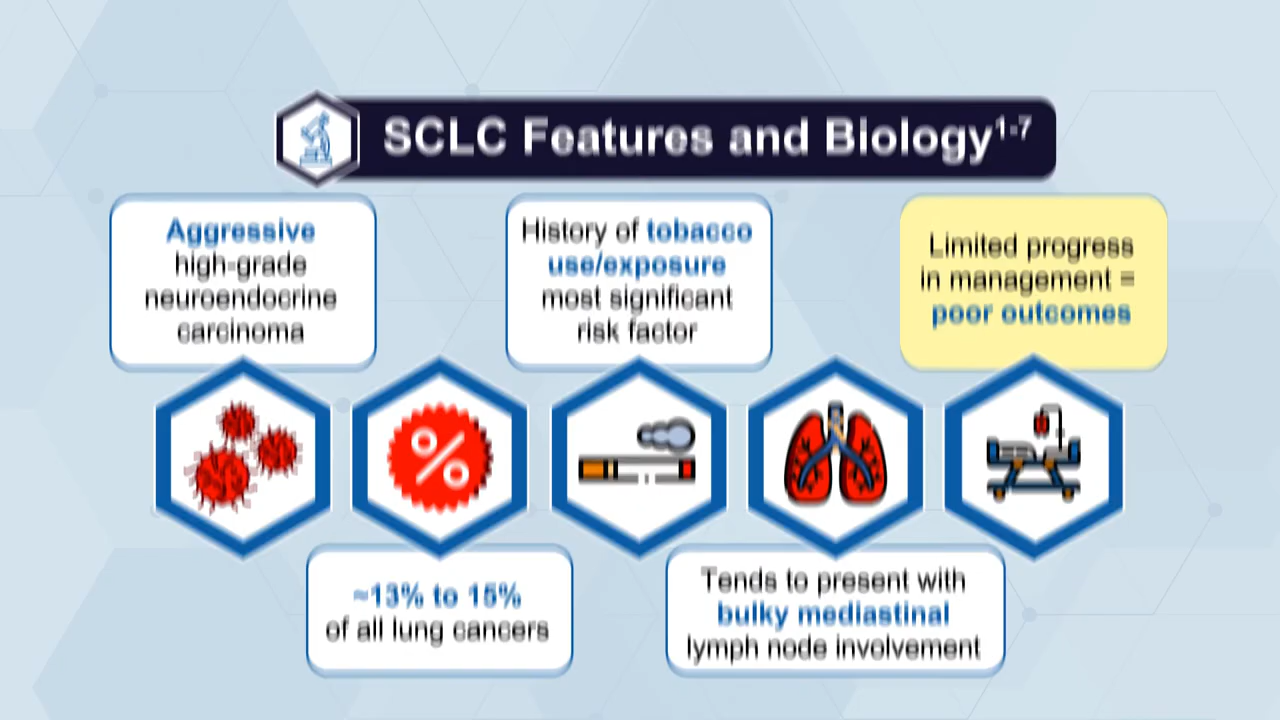 SCLC Features and Biology¹⁻⁷
Aggressive
high-grade
neuroendocrine
carcinoma
History of tobacco
use/exposure
most significant
risk factor
Limited progress
in management =
poor outcomes
%
≈13% to 15%
of all lung cancers
Tends to present with
bulky mediastinal
lymph node involvement